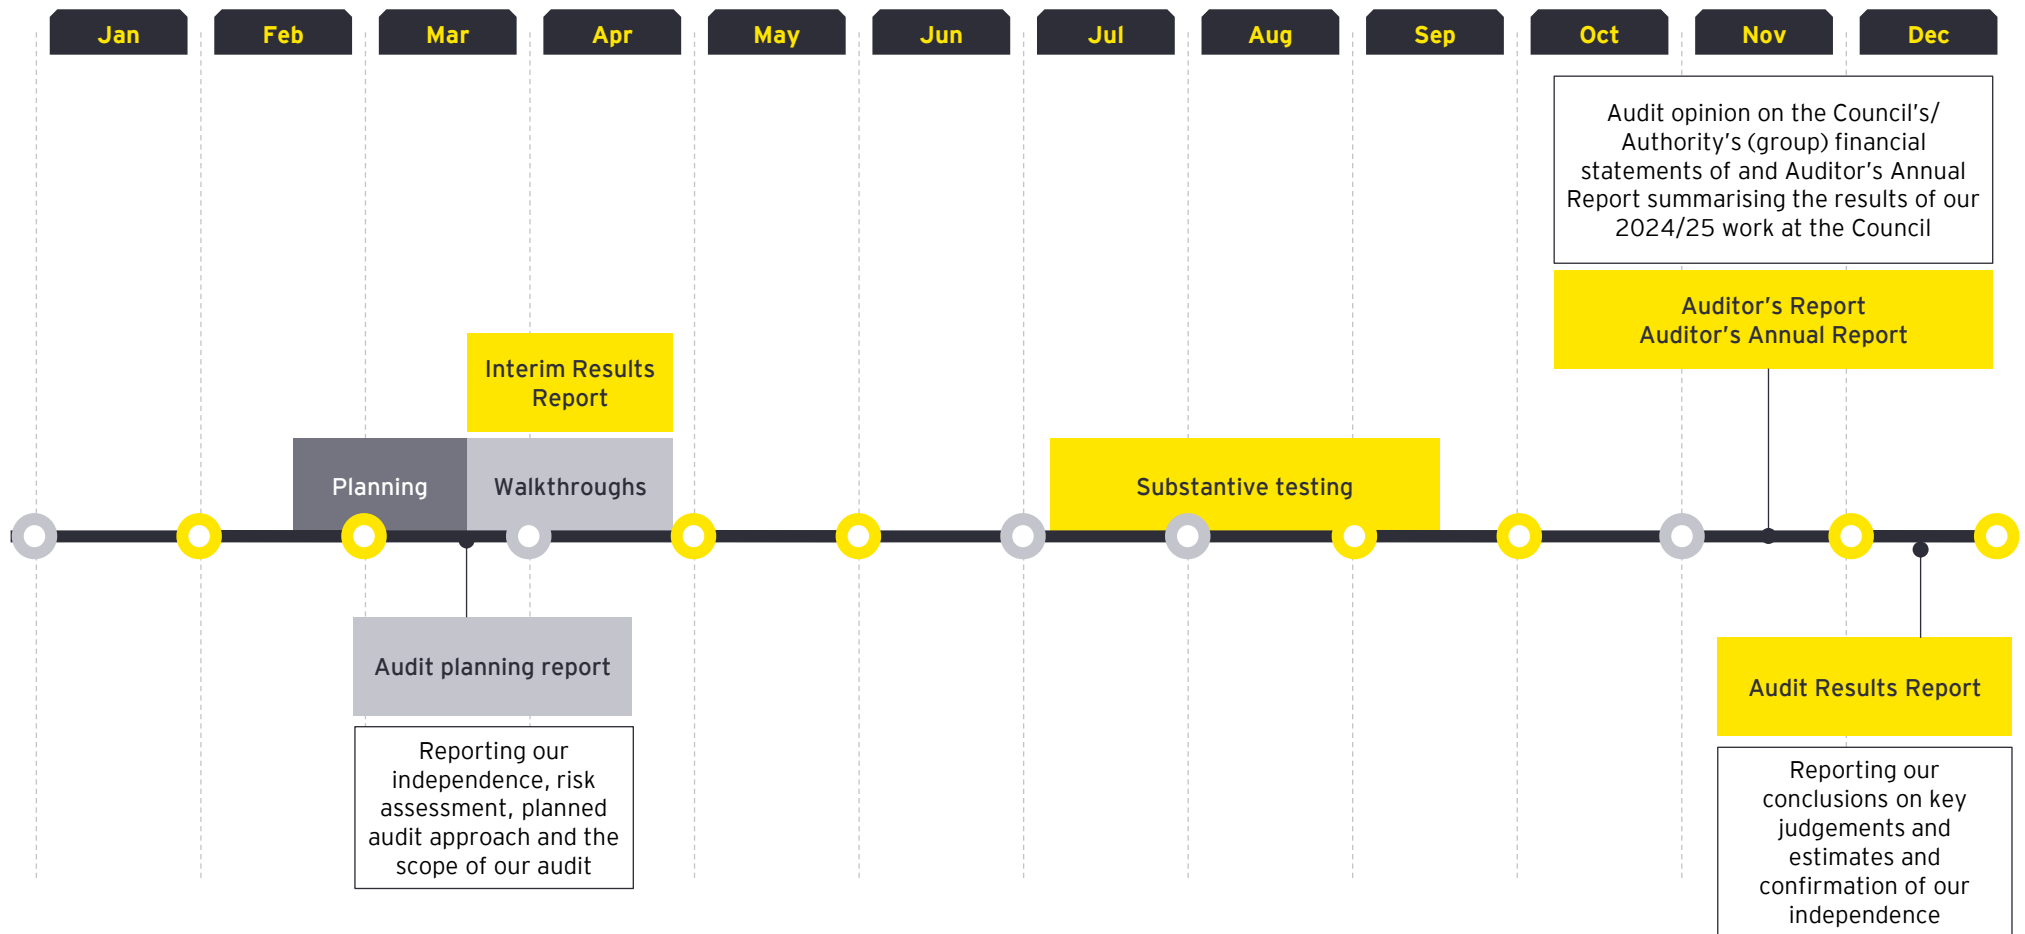 Jan Feb Mar Apr May Jun Jul Aug Sep Oct Nov Dec
Audit opinion on the Council’s/
Authority’s (group) financial
statements of and Auditor’s Annual
Report summarising the results of our
2024/25 work at the Council
Auditor’s Report
Auditor’s Annual Report
Interim Results
Report
Planning
Walkthroughs
Substantive testing
Audit planning report
Reporting our
independence, risk
assessment, planned
audit approach and the
scope of our audit
Audit Results Report
Reporting our
conclusions on key
judgements and
estimates and
confirmation of our
independence